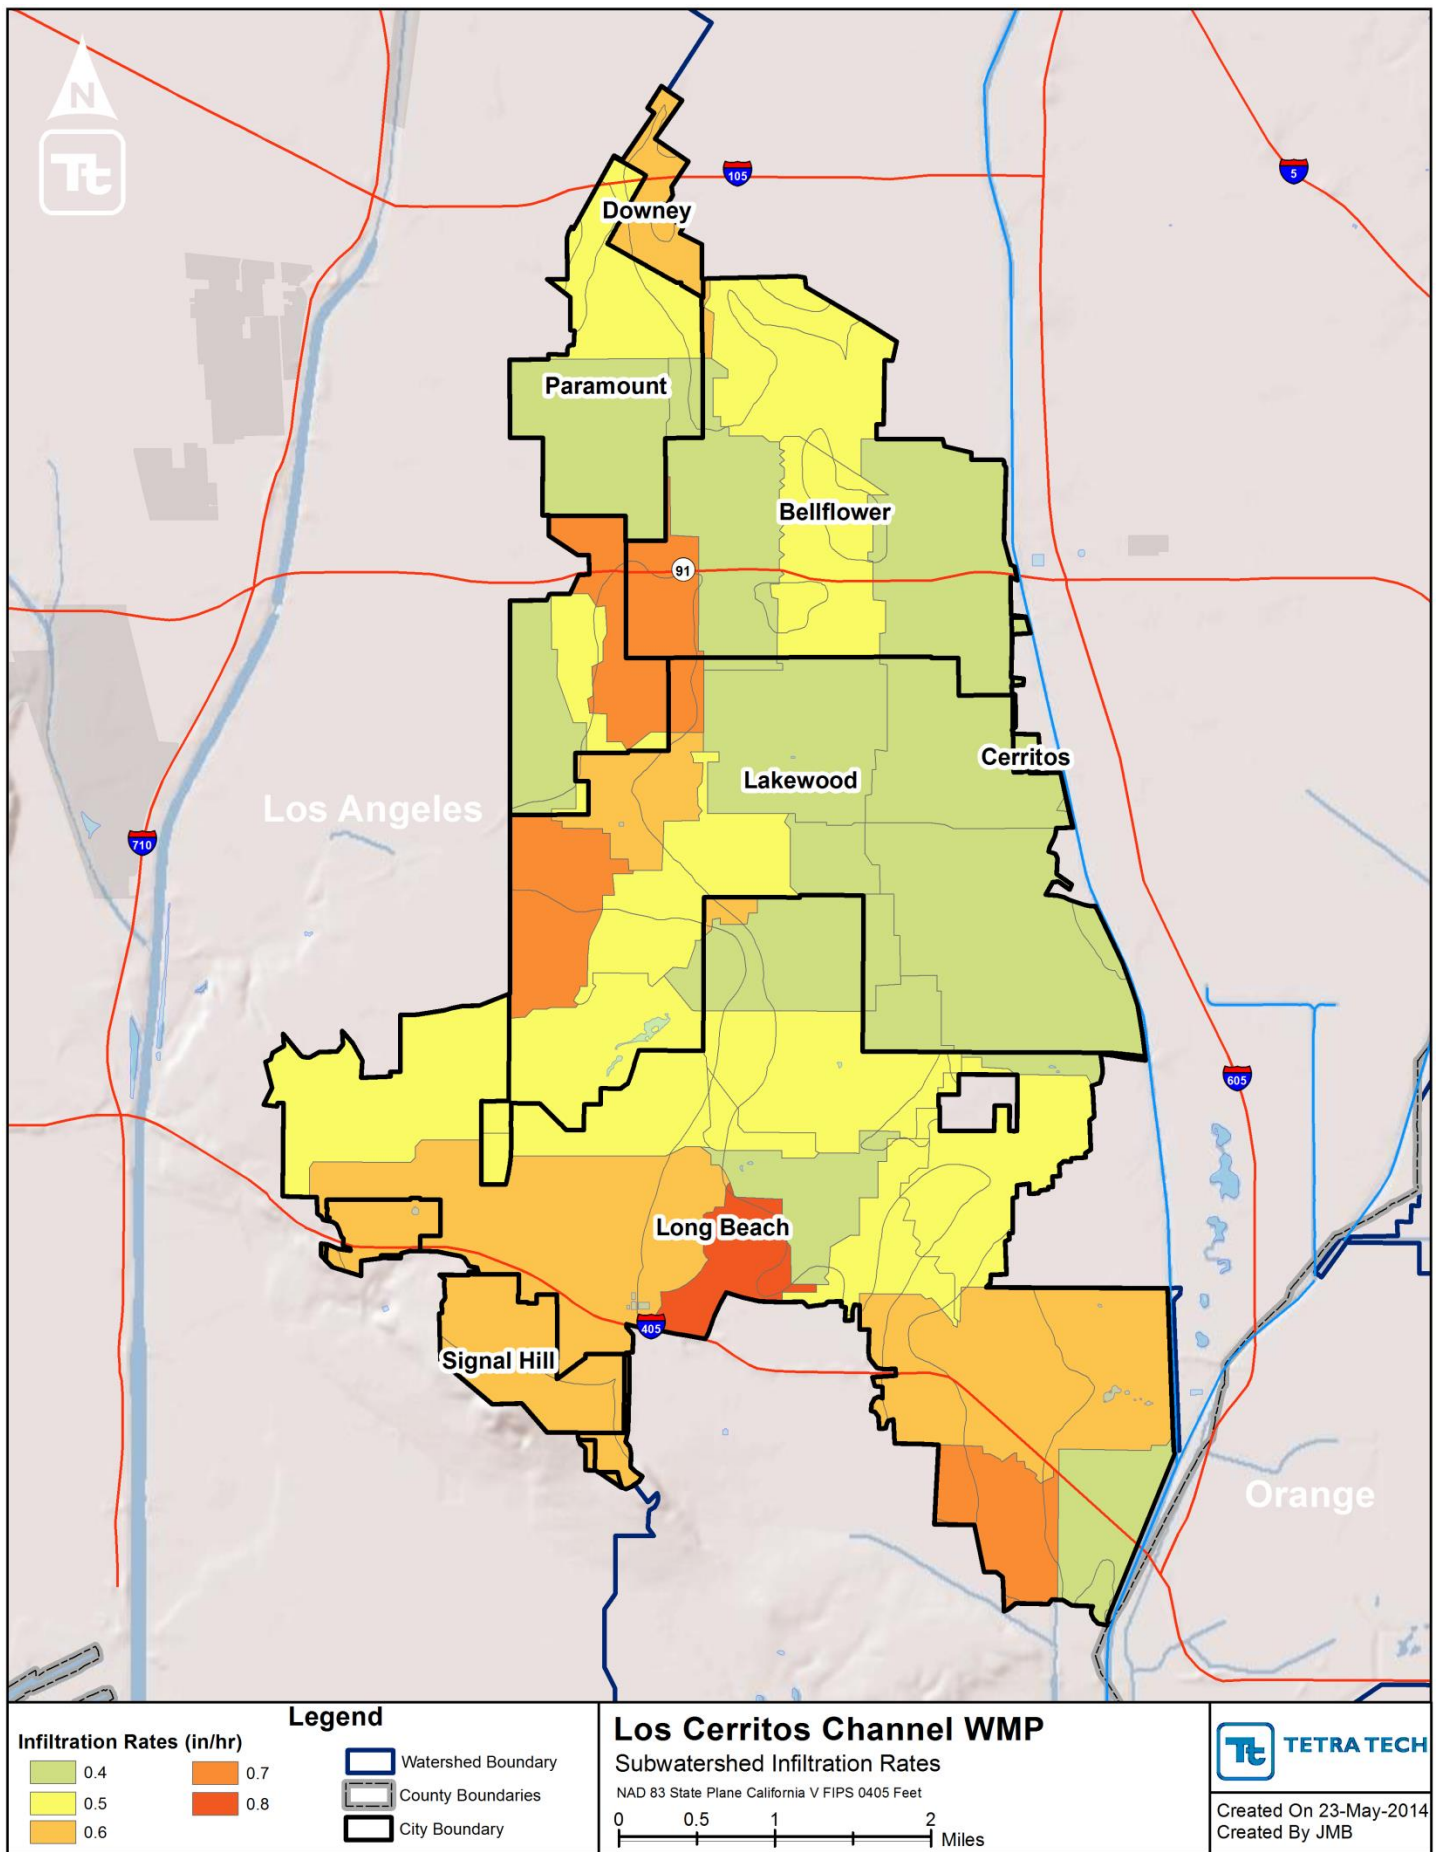 N
Tt
105
5
Downey
Paramount
Bellflower
91
Cerritos
Lakewood
Los Angeles
710
605
Long Beach
405
Signal Hill
Orange
Legend
Infiltration Rates (in/hr)
0.4
0.5
0.6
0.7
0.8
Watershed Boundary
County Boundaries
City Boundary
Los Cerritos Channel WMP
Subwatershed Infiltration Rates
NAD 83 State Plane California V FIPS 0405 Feet
0 0.5 1 2
Miles
Tt TETRA TECH
Created On 23-May-2014
Created By JMB